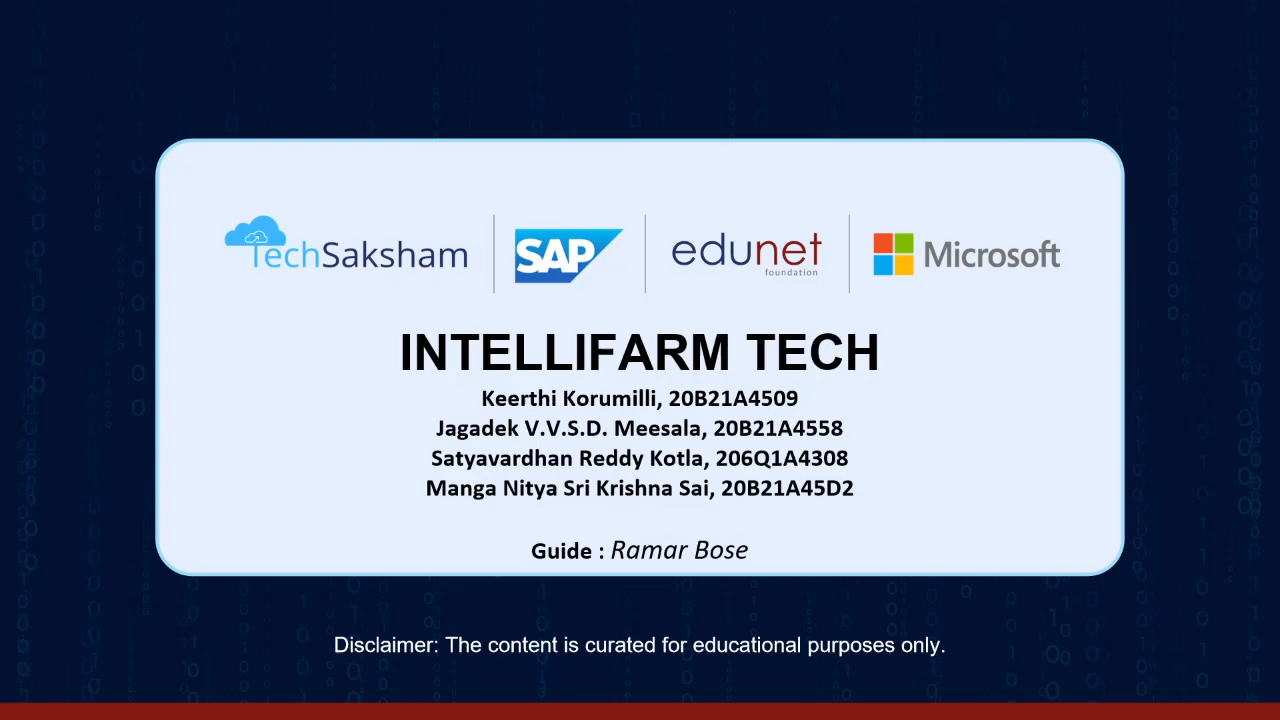 TechSaksham
SAP
edunet
foundation
Microsoft
INTELLIFARM TECH
Keerthi Korumilli, 20B21A4509
Jagadek V.V.S.D. Meesala, 20B21A4558
Satyavardhan Reddy Kotla, 206Q1A4308
Manga Nitya Sri Krishna Sai, 20B21A45D2
Guide : Ramar Bose
Disclaimer: The content is curated for educational purposes only.